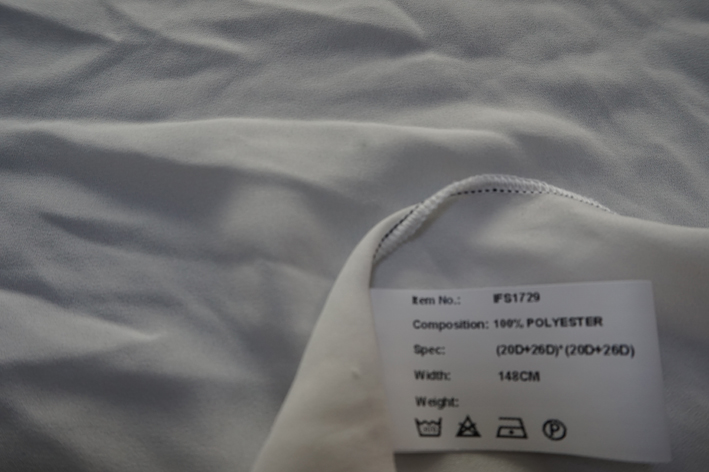 Item No.: IFS1729
Composition: 100% POLYESTER
Spec: (20D+26D)*(20D+26D)
Width: 148CM
Weight:
P